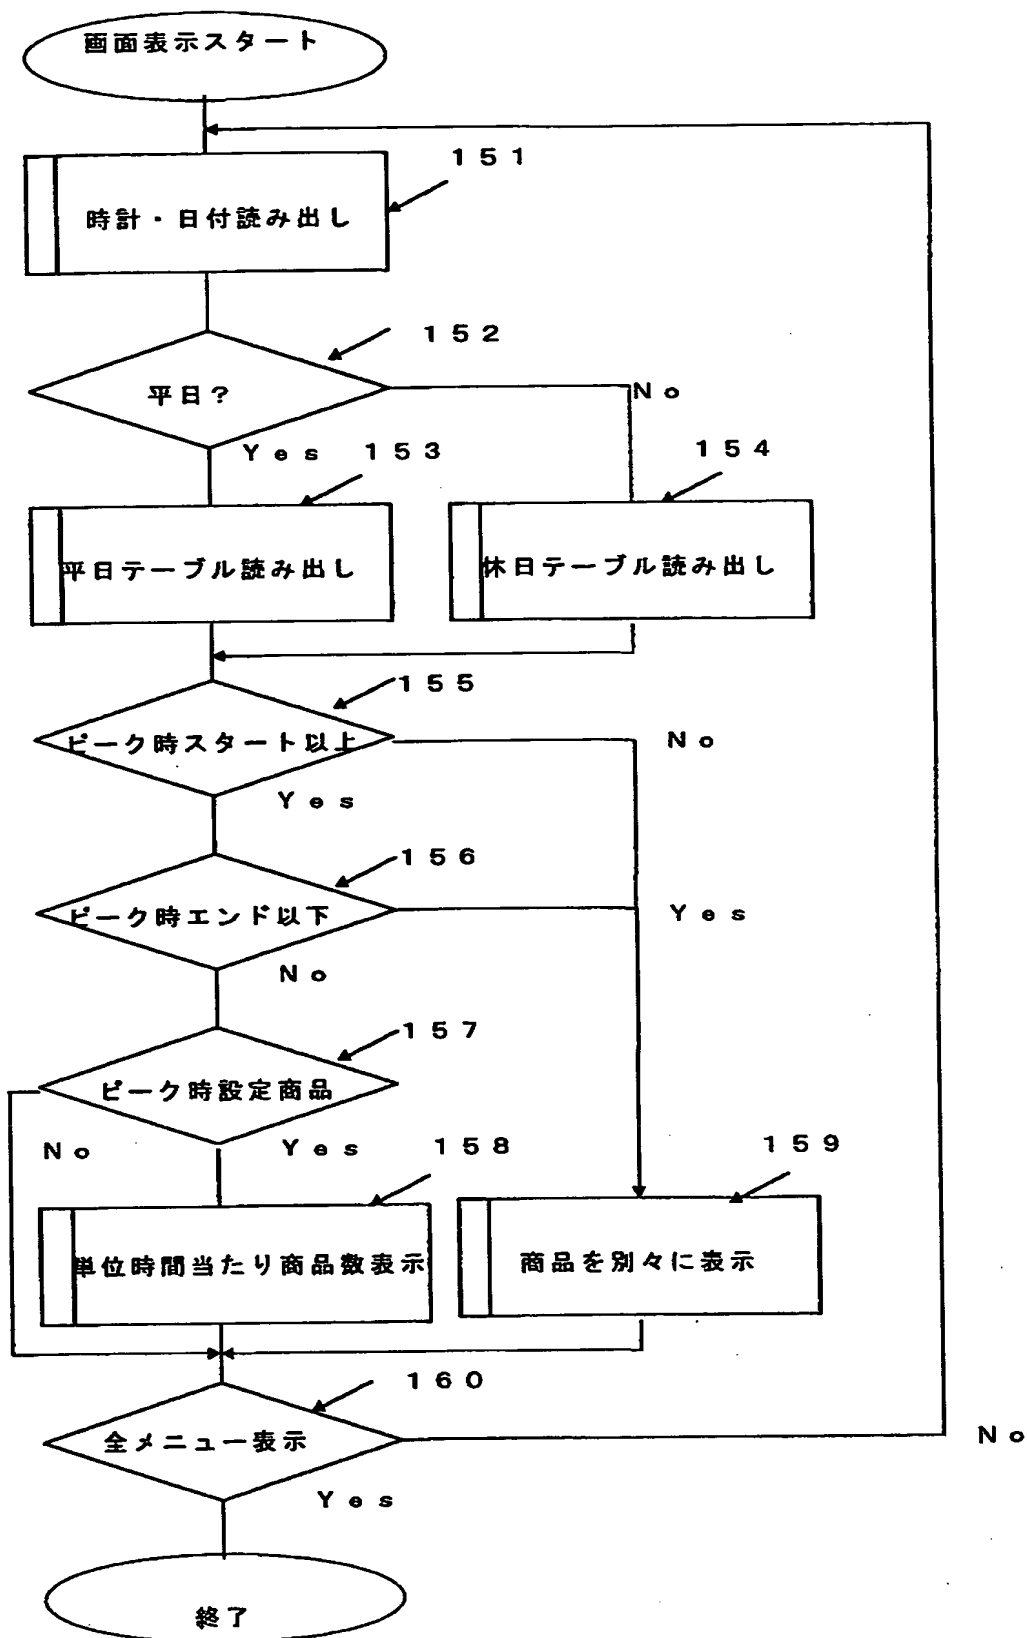 画面表示スタート
151
時計・日付読み出し
152
平日?
No
Yes
153
154
平日テーブル読み出し
休日テーブル読み出し
155
ピーク時スタート以上
No
Yes
156
ピーク時エンド以下
Yes
No
157
ピーク時設定商品
No
Yes
158
159
単位時間当たり商品数表示
商品を別々に表示
160
全メニュー表示
No
Yes
終了